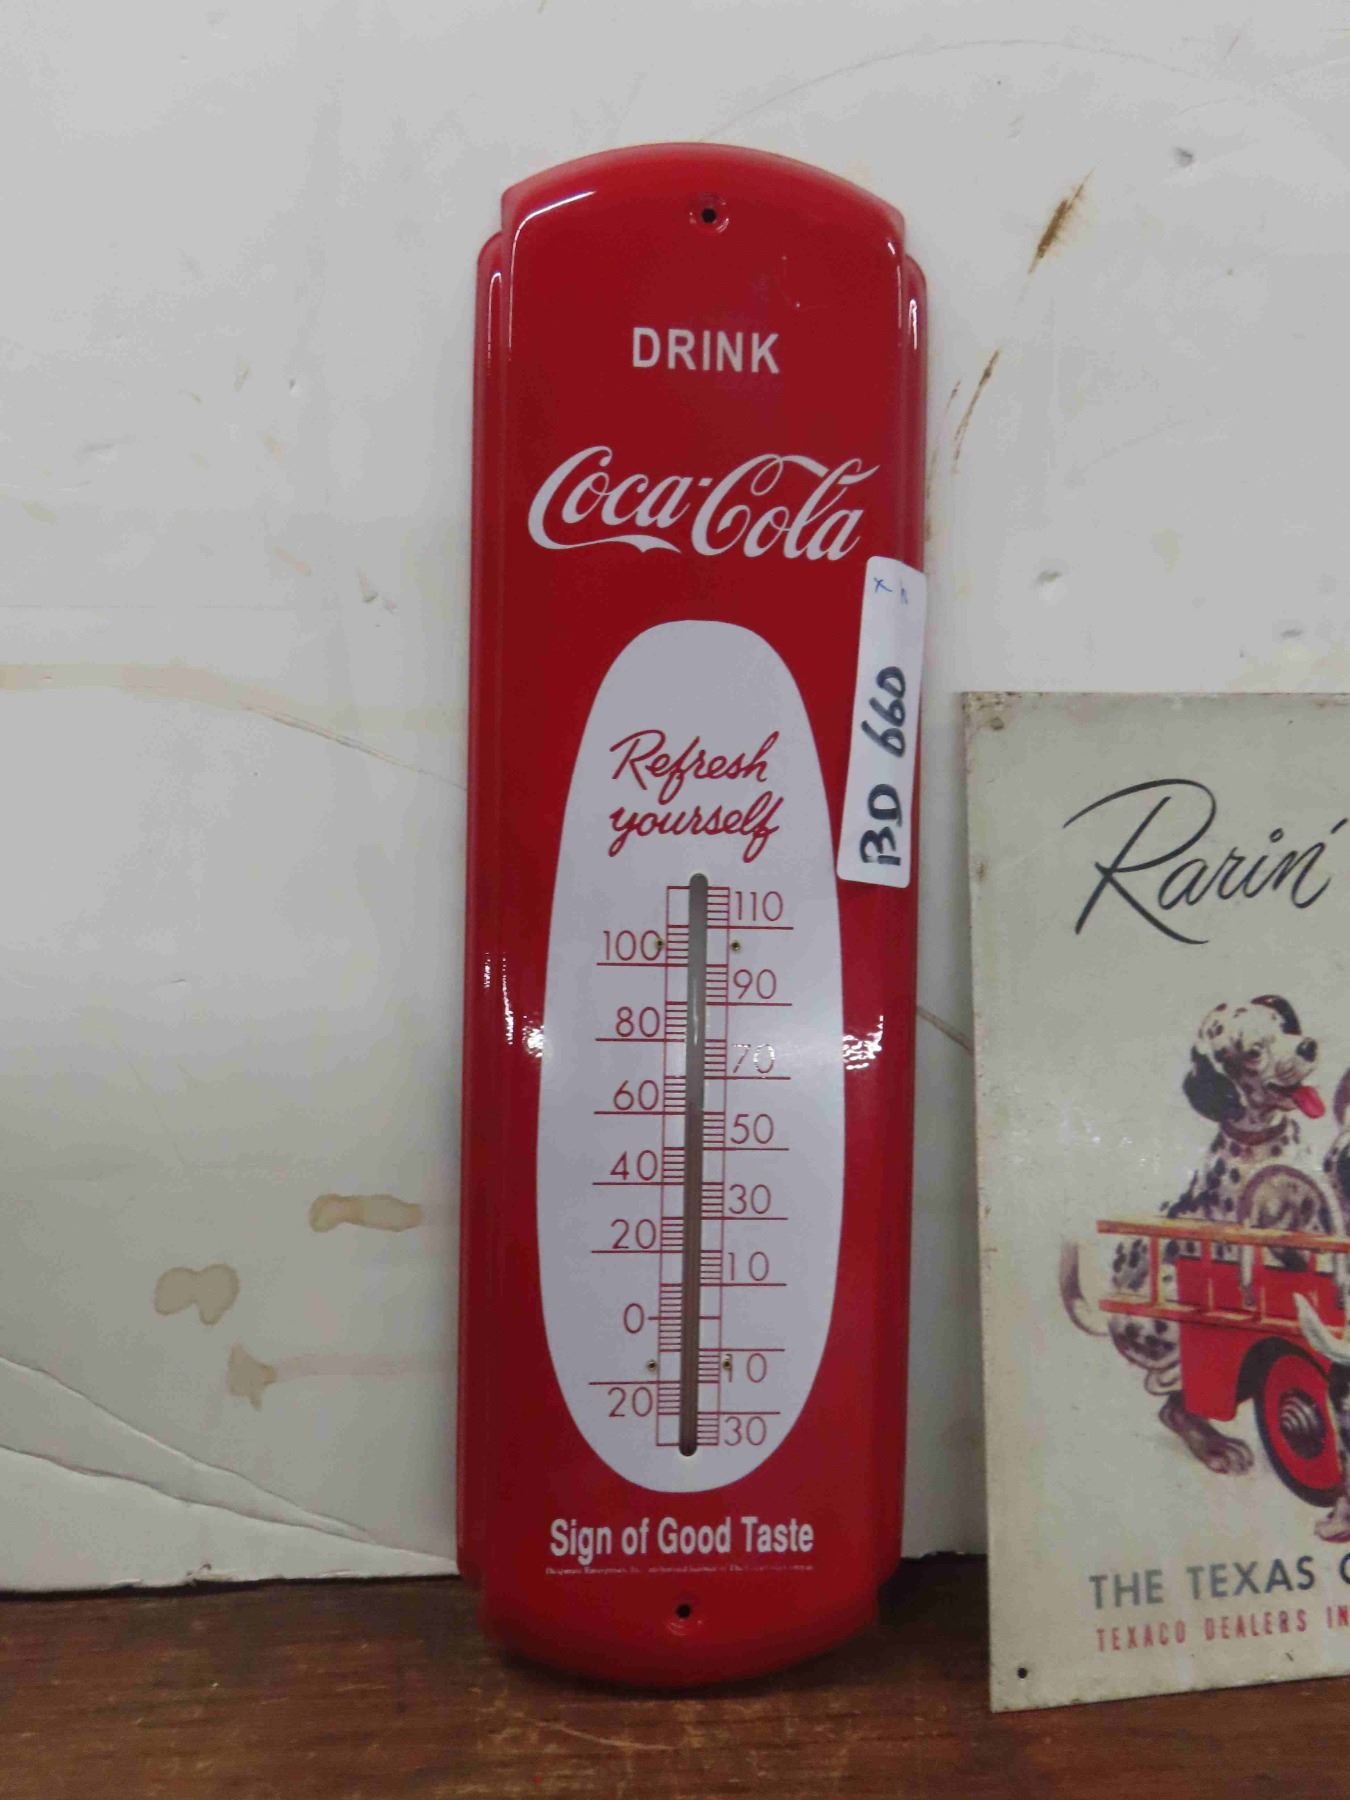 DRINK
Coca-Cola
BD 660
Refresh
yourself
110
100
90
80
70
60
50
40
30
20
10
0
10
20
30
Sign of Good Taste
Rarin'
THE TEXAS
TEXACO DEALERS IN